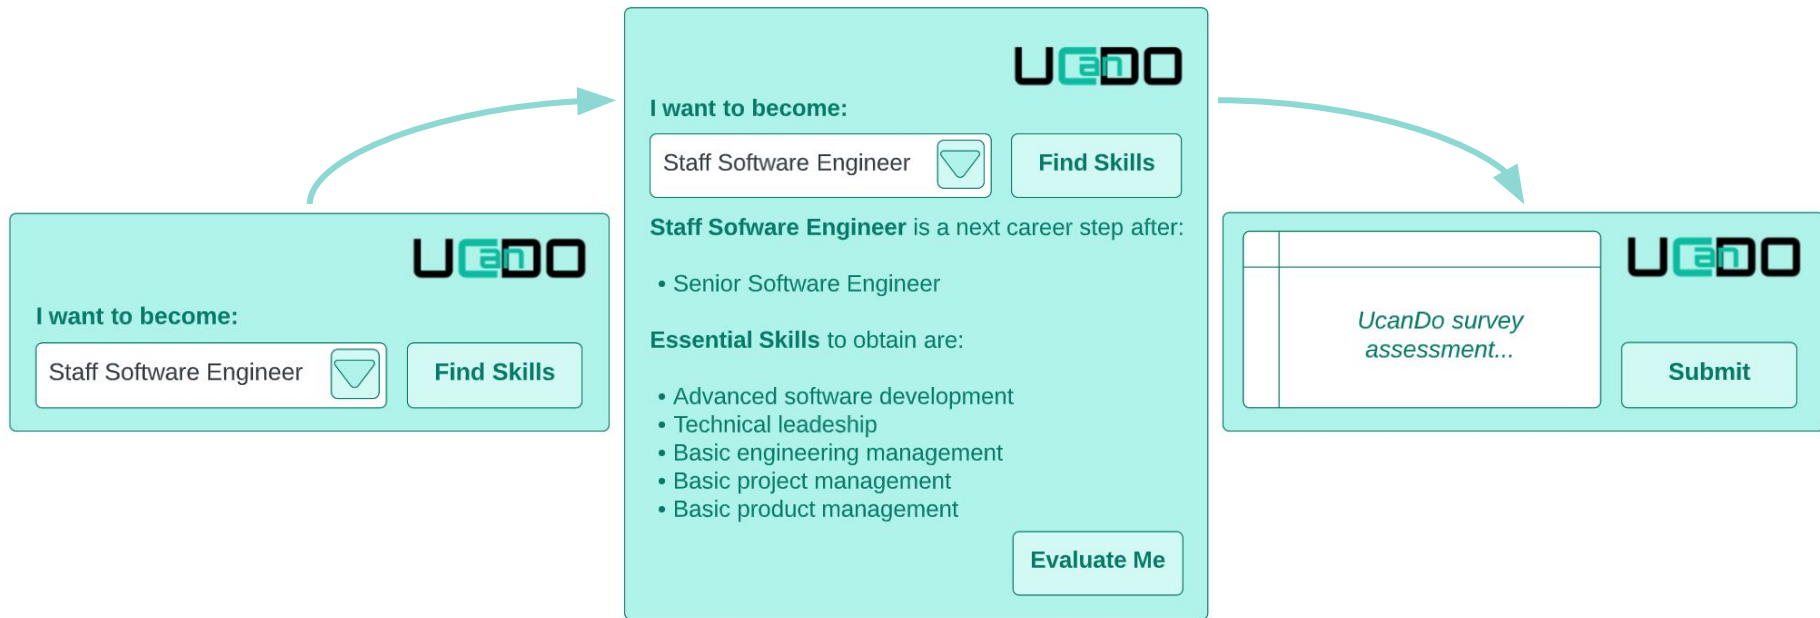 UCanDO
I want to become:
Staff Software Engineer
Find Skills
UCanDO
I want to become:
Staff Software Engineer
Find Skills
Staff Sofware Engineer is a next career step after:
• Senior Software Engineer
Essential Skills to obtain are:
• Advanced software development
• Technical leadeship
• Basic engineering management
• Basic project management
• Basic product management
Evaluate Me
UCanDO
UcanDo survey
assessment...
Submit